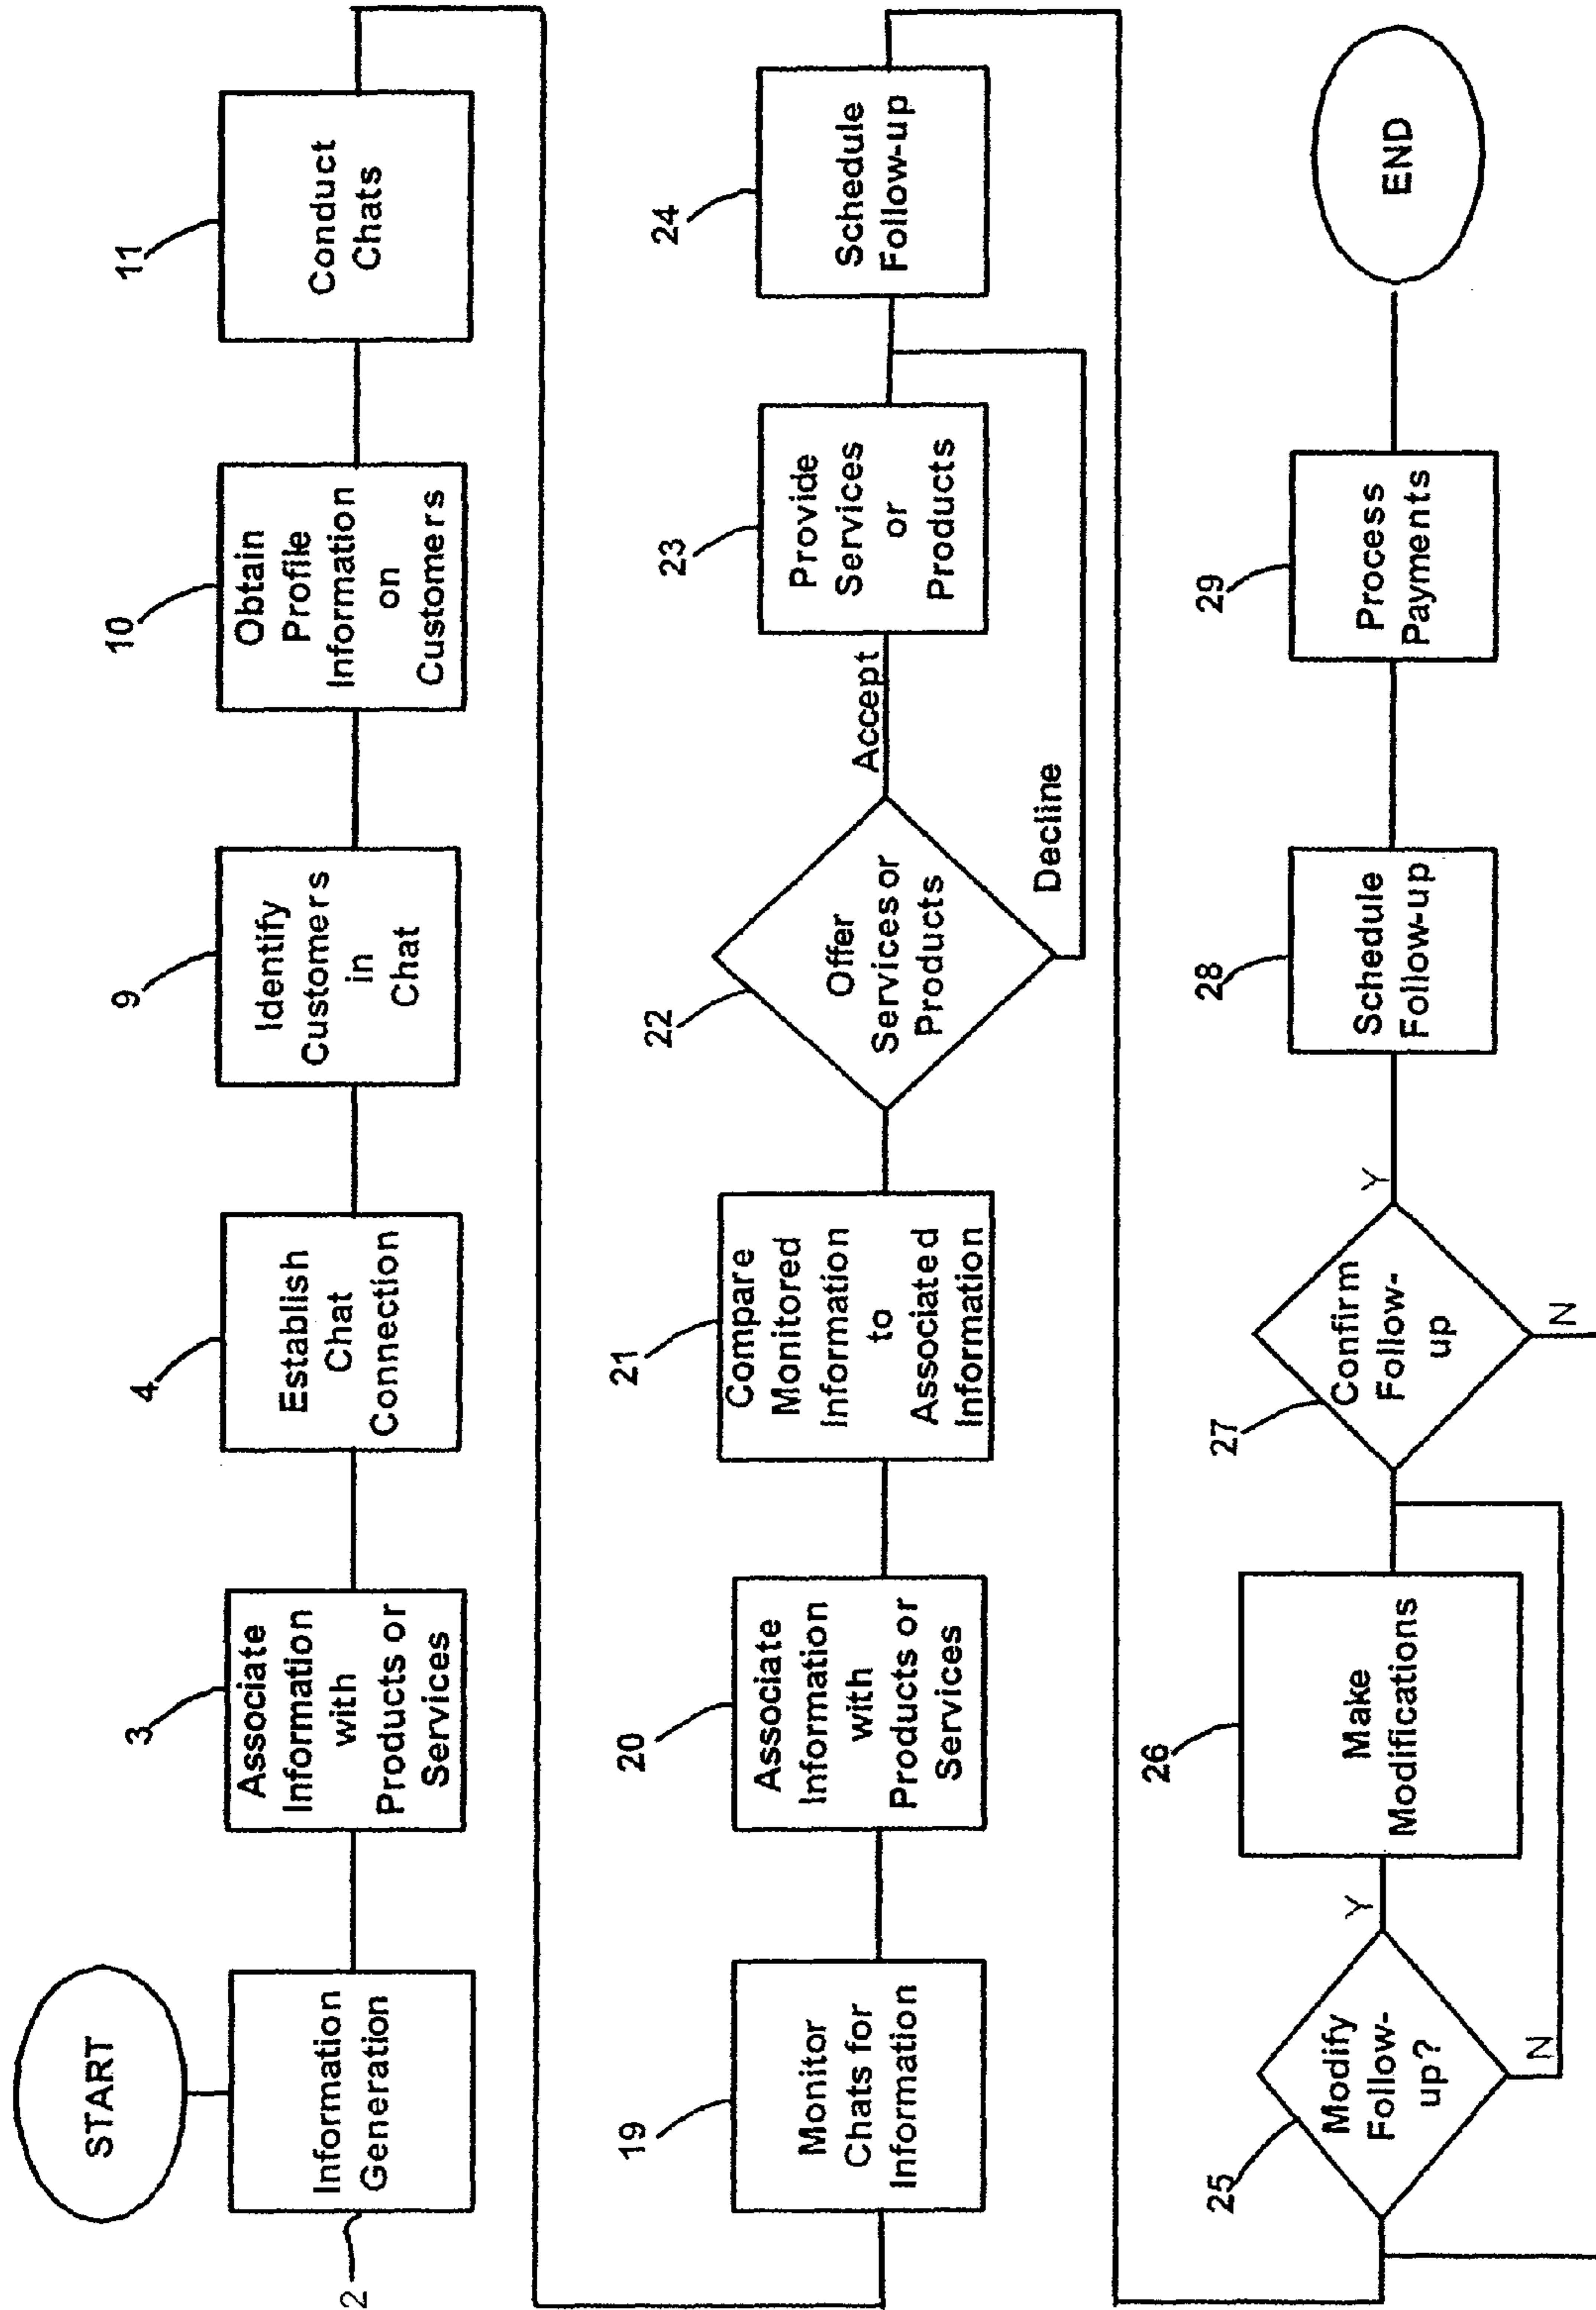 START
2
Information
Generation
3
Associate
Information
with
Products or
Services
4
Establish
Chat
Connection
9
Identify
Customers
in
Chat
10
Obtain
Profile
Information
on
Customers
11
Conduct
Chats
19
Monitor
Chats for
Information
20
Associate
Information
with
Products or
Services
21
Compare
Monitored
Information
to
Associated
Information
22
Offer
Services or
Products
Accept
Decline
23
Provide
Services
or
Products
24
Schedule
Follow-up
25
Modify
Follow-
up?
Y
N
26
Make
Modifications
27
Confirm
Follow-
up
Y
N
28
Schedule
Follow-up
29
Process
Payments
END